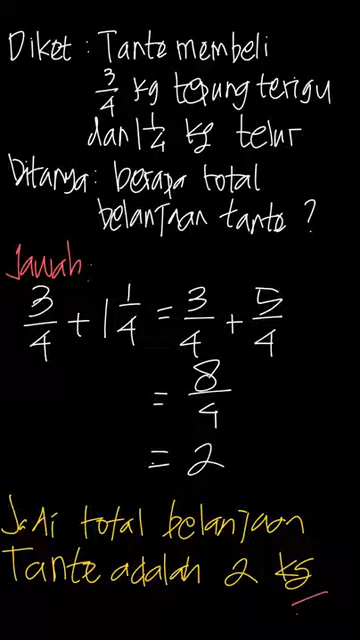 Diket : Tante membeli
3/4 kg tepung terigu
dan 1 1/4 kg telur
Ditanya : berapa total
belanjaan tante ?
Jawab :
3/4 + 1 1/4 = 3/4 + 5/4
= 8/4
= 2
Jadi total belanjaan
Tante adalah 2 kg